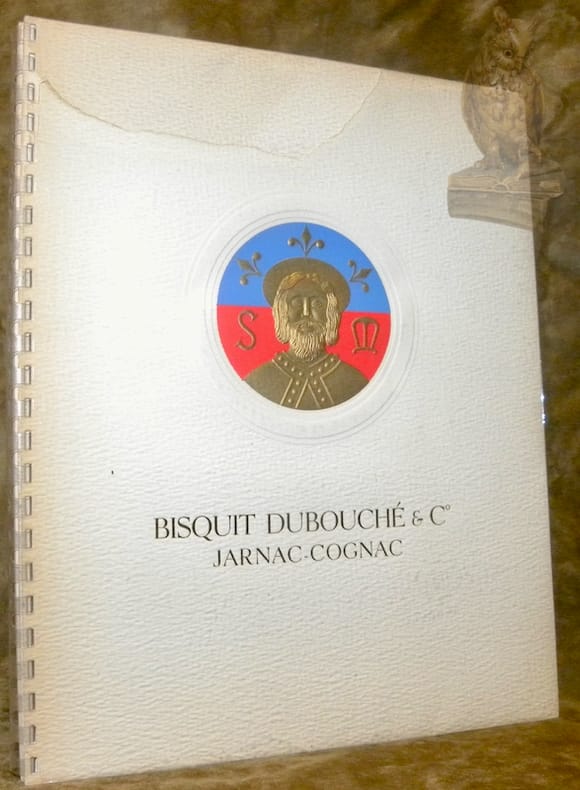 S M
BISQUIT DUBOUCHÉ & Cº
JARNAC-COGNAC